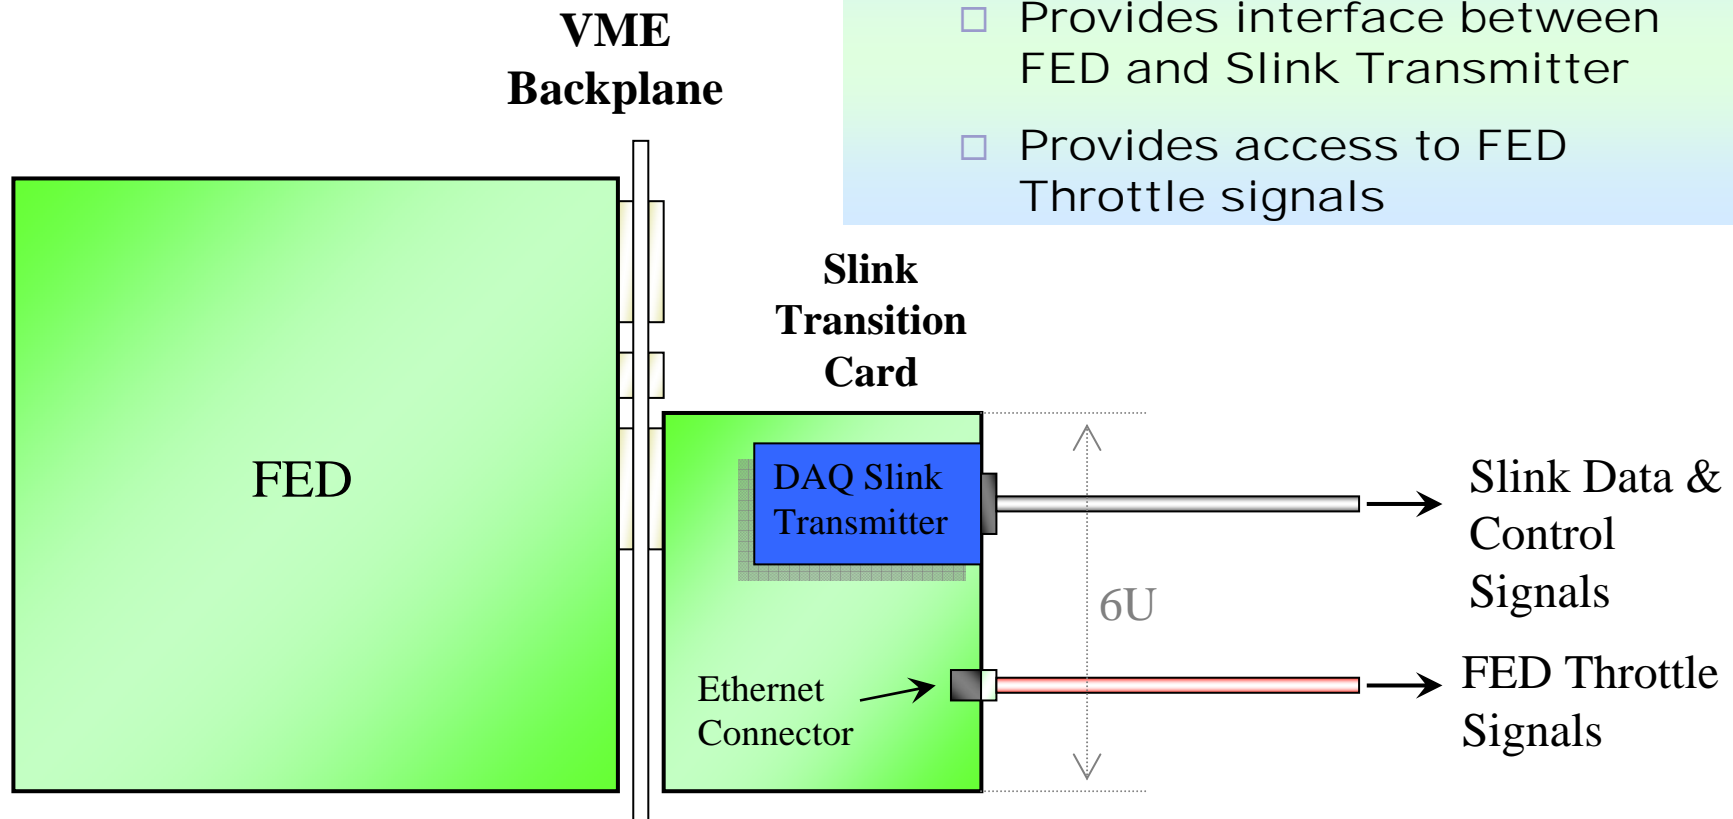 VME
Backplane
Provides interface between
FED and Slink Transmitter
Provides access to FED
Throttle signals
Slink
Transition
Card
FED
DAQ Slink
Transmitter
Slink Data &
Control
Signals
6U
Ethernet
Connector
FED Throttle
Signals